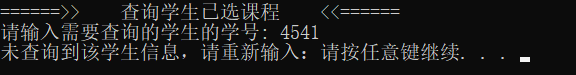 ======>>   查询学生已选课程   <<======
请输入需要查询的学生的学号: 4541
未查询到该学生信息，请重新输入：请按任意键继续. . .